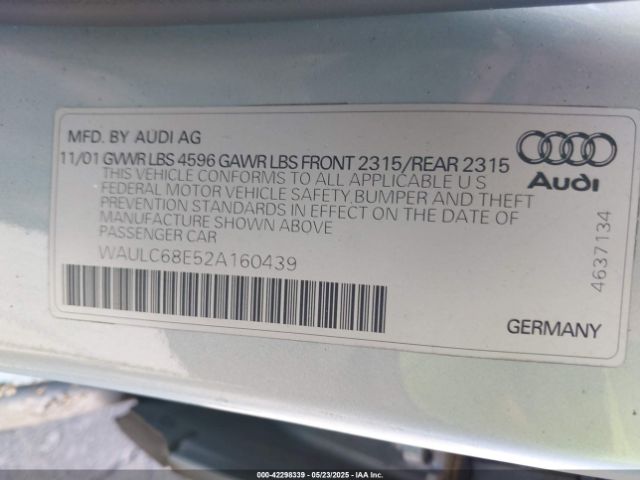 MFD. BY AUDI AG
11/01 GVWR LBS 4596 GAWR LBS FRONT 2315/REAR 2315
THIS VEHICLE CONFORMS TO ALL APPLICABLE U S
FEDERAL MOTOR VEHICLE SAFETY, BUMPER AND THEFT
PREVENTION STANDARDS IN EFFECT ON THE DATE OF
MANUFACTURE SHOWN ABOVE
PASSENGER CAR
WAULC68E52A160439
Audi
4637134
GERMANY
000-42298339 - 05/23/2025 - IAAI.COM